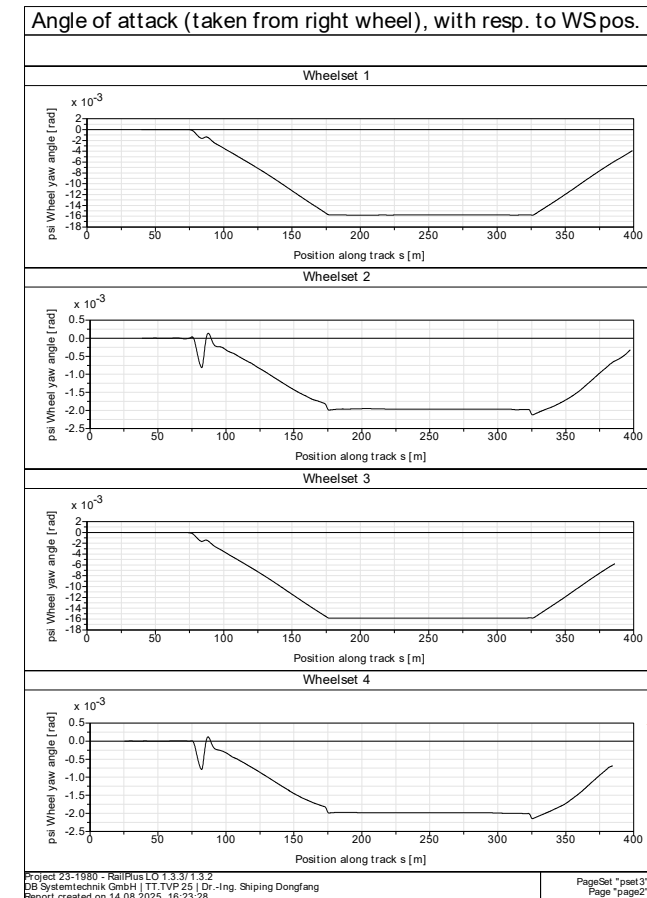 Angle of attack (taken from right wheel), with resp. to WSpos.
Wheelset 1
x 10-3
psi Wheel yaw angle [rad]
2
0
-2
-4
-6
-8
-10
-12
-14
-16
-18
0 50 100 150 200 250 300 350 400
Position along track s [m]
Wheelset 2
x 10-3
psi Wheel yaw angle [rad]
0.5
0.0
-0.5
-1.0
-1.5
-2.0
-2.5
0 50 100 150 200 250 300 350 400
Position along track s [m]
Wheelset 3
x 10-3
psi Wheel yaw angle [rad]
2
0
-2
-4
-6
-8
-10
-12
-14
-16
-18
0 50 100 150 200 250 300 350 400
Position along track s [m]
Wheelset 4
x 10-3
psi Wheel yaw angle [rad]
0.5
0.0
-0.5
-1.0
-1.5
-2.0
-2.5
0 50 100 150 200 250 300 350 400
Position along track s [m]
Project 23-1980 - RailPlus LO 1.3.3/ 1.3.2
DB Systemtechnik GmbH | TT.TVP 25 | Dr.-Ing. Shiping Dongfang
Report created on 14.08.2025, 16:23:28
PageSet "pset3"
Page "page2"